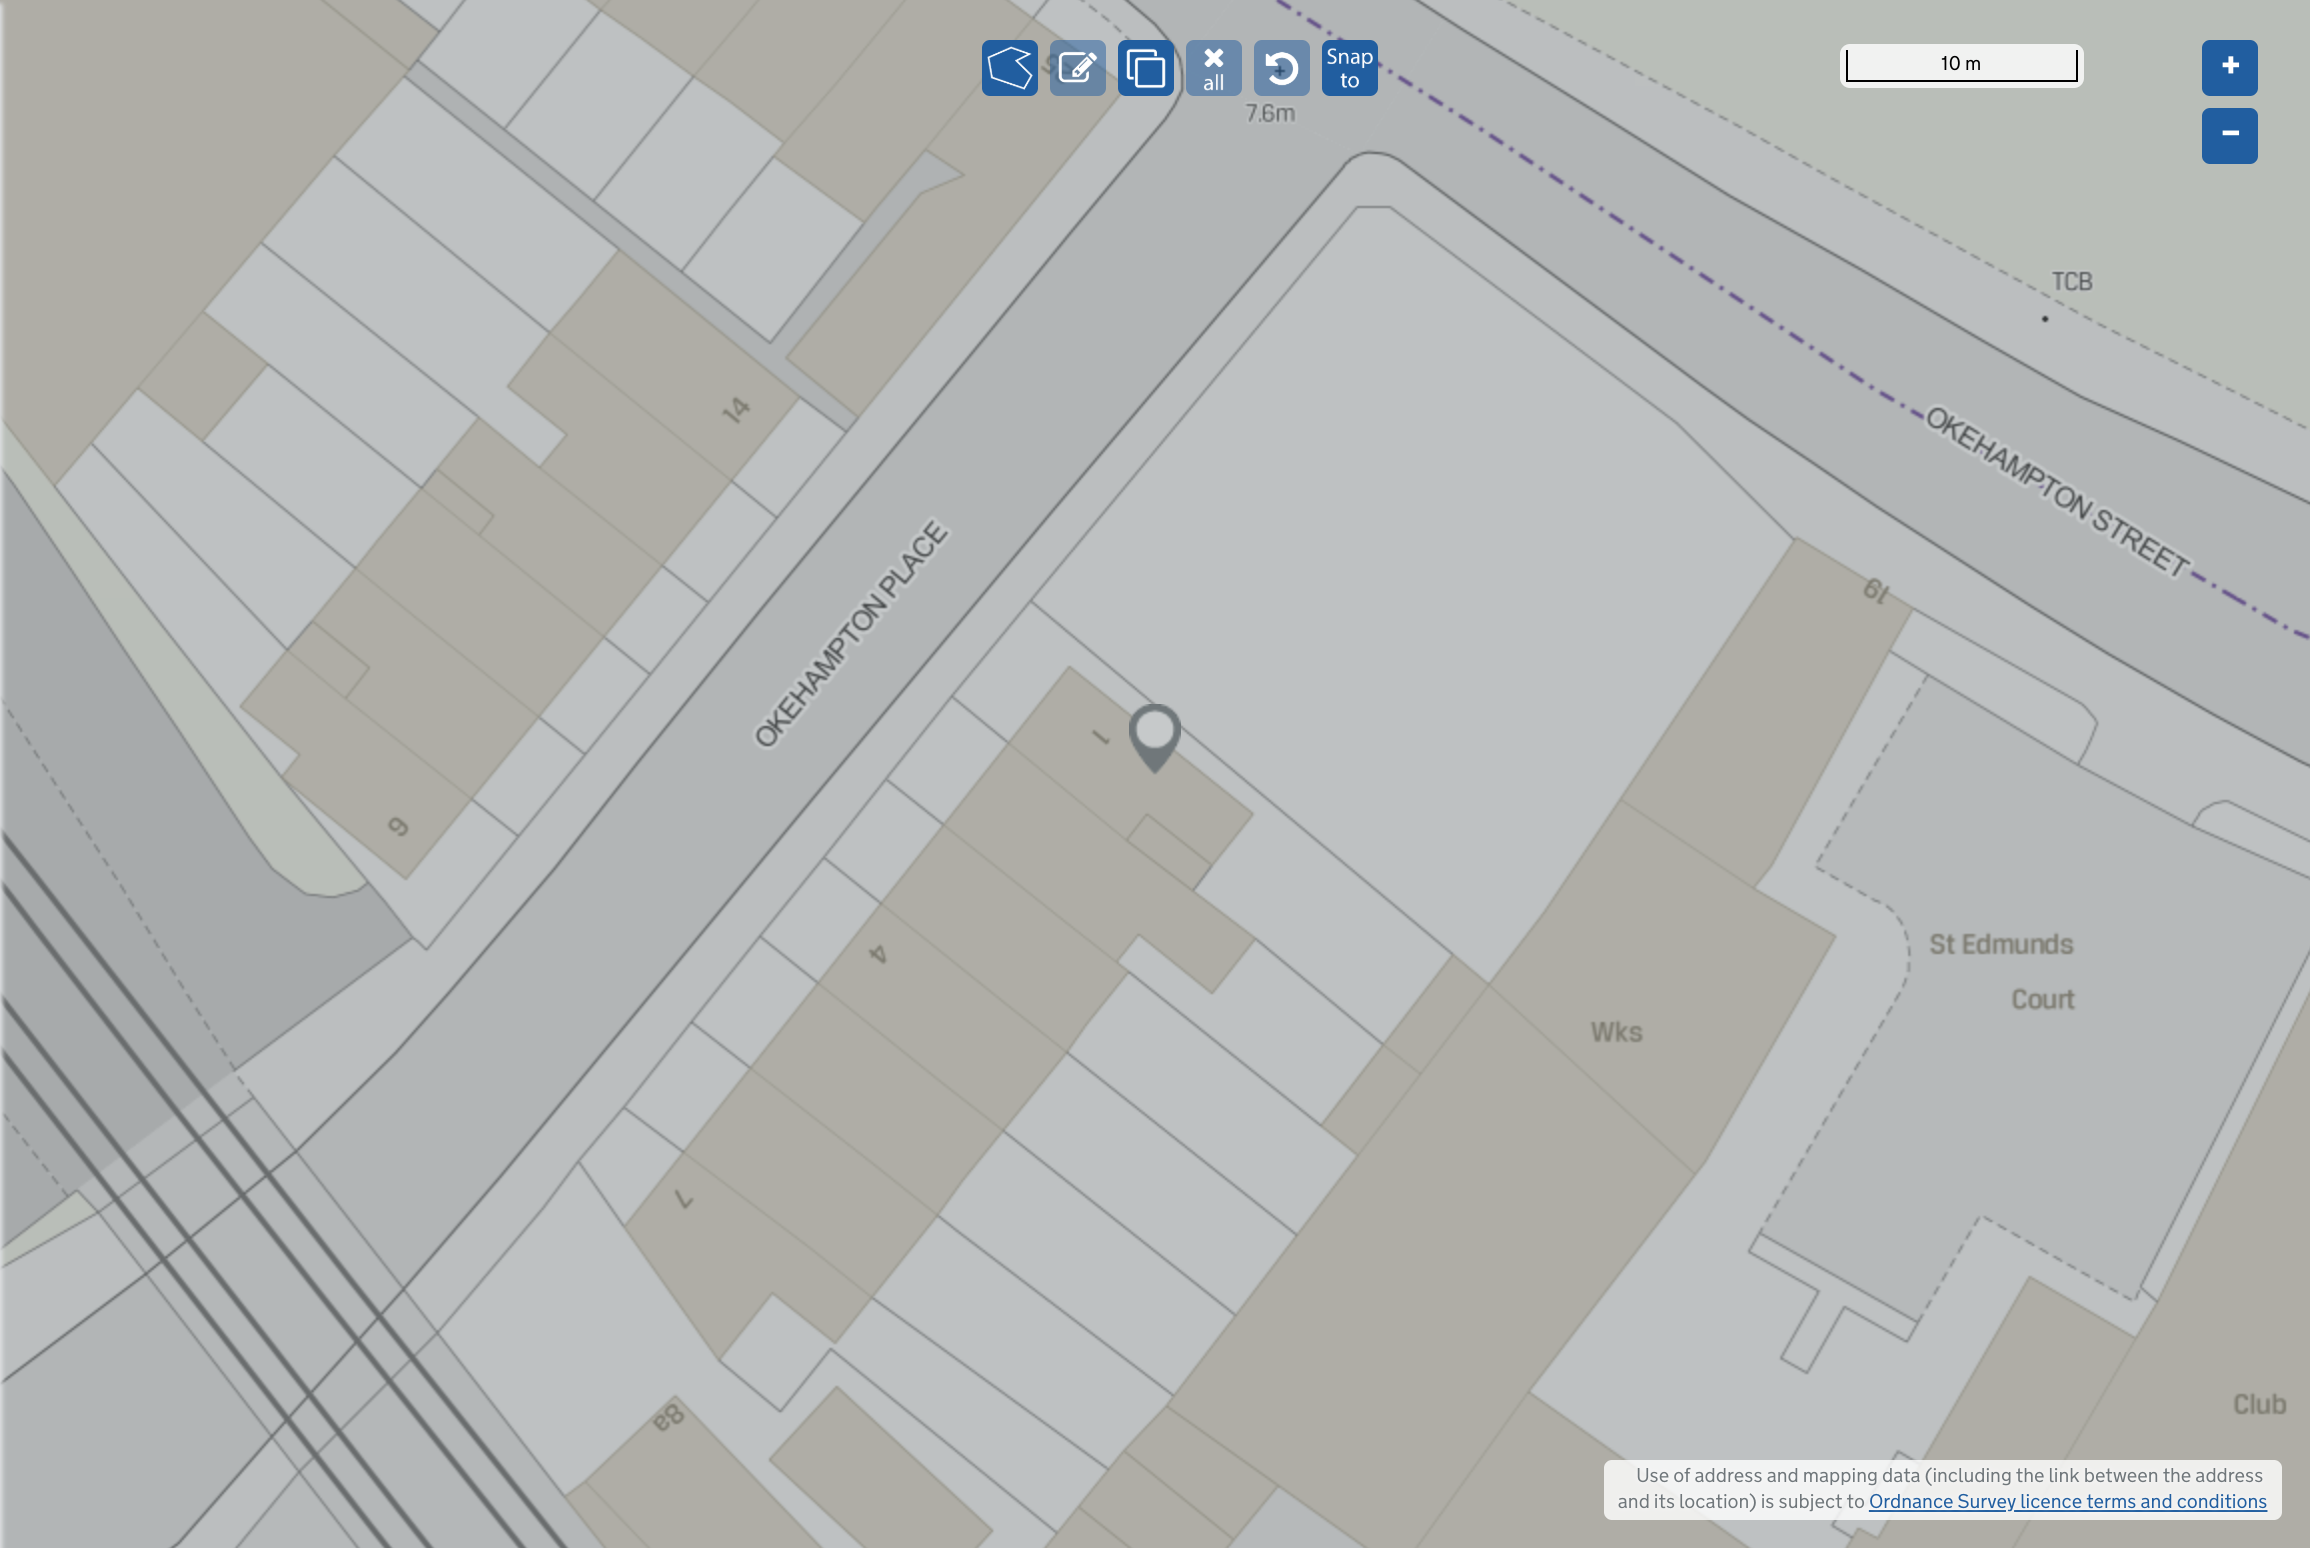 Snap
to
all
10 m
+
−
7.6m
TCB
OKEHAMPTON STREET
14
OKEHAMPTON PLACE
19
1
9
4
St Edmunds
Court
Wks
7
8a
Club
Use of address and mapping data (including the link between the address
and its location) is subject to Ordnance Survey licence terms and conditions